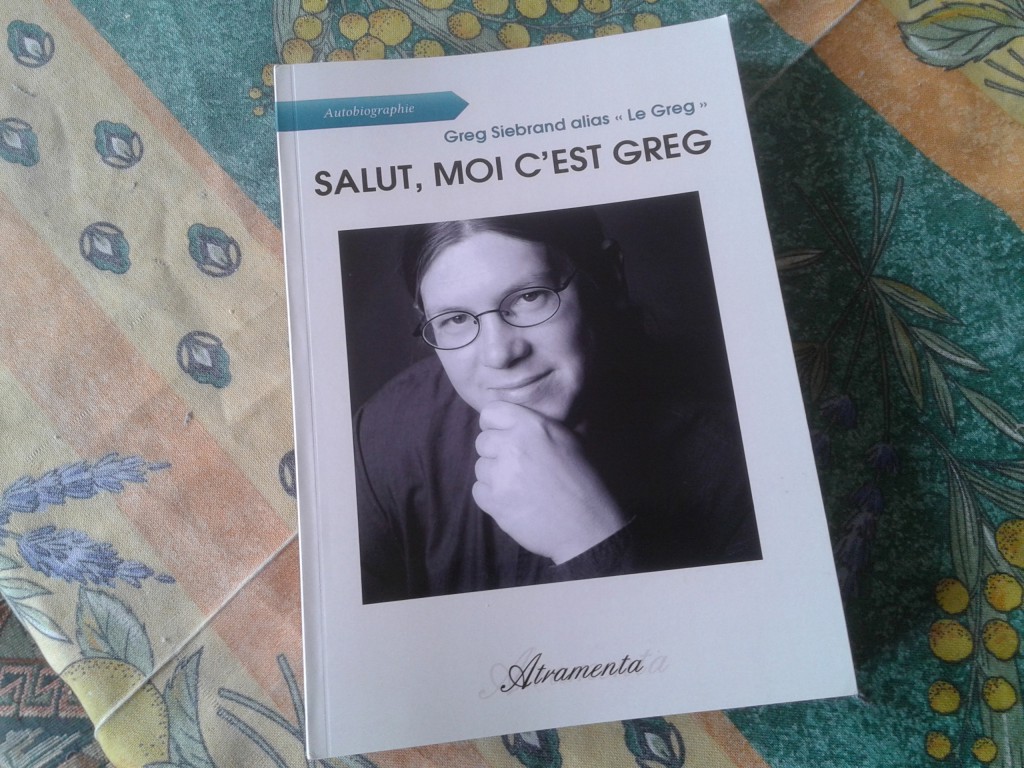 Autobiographie
Greg Siebrand alias « Le Greg »
SALUT, MOI C'EST GREG
Atramenta